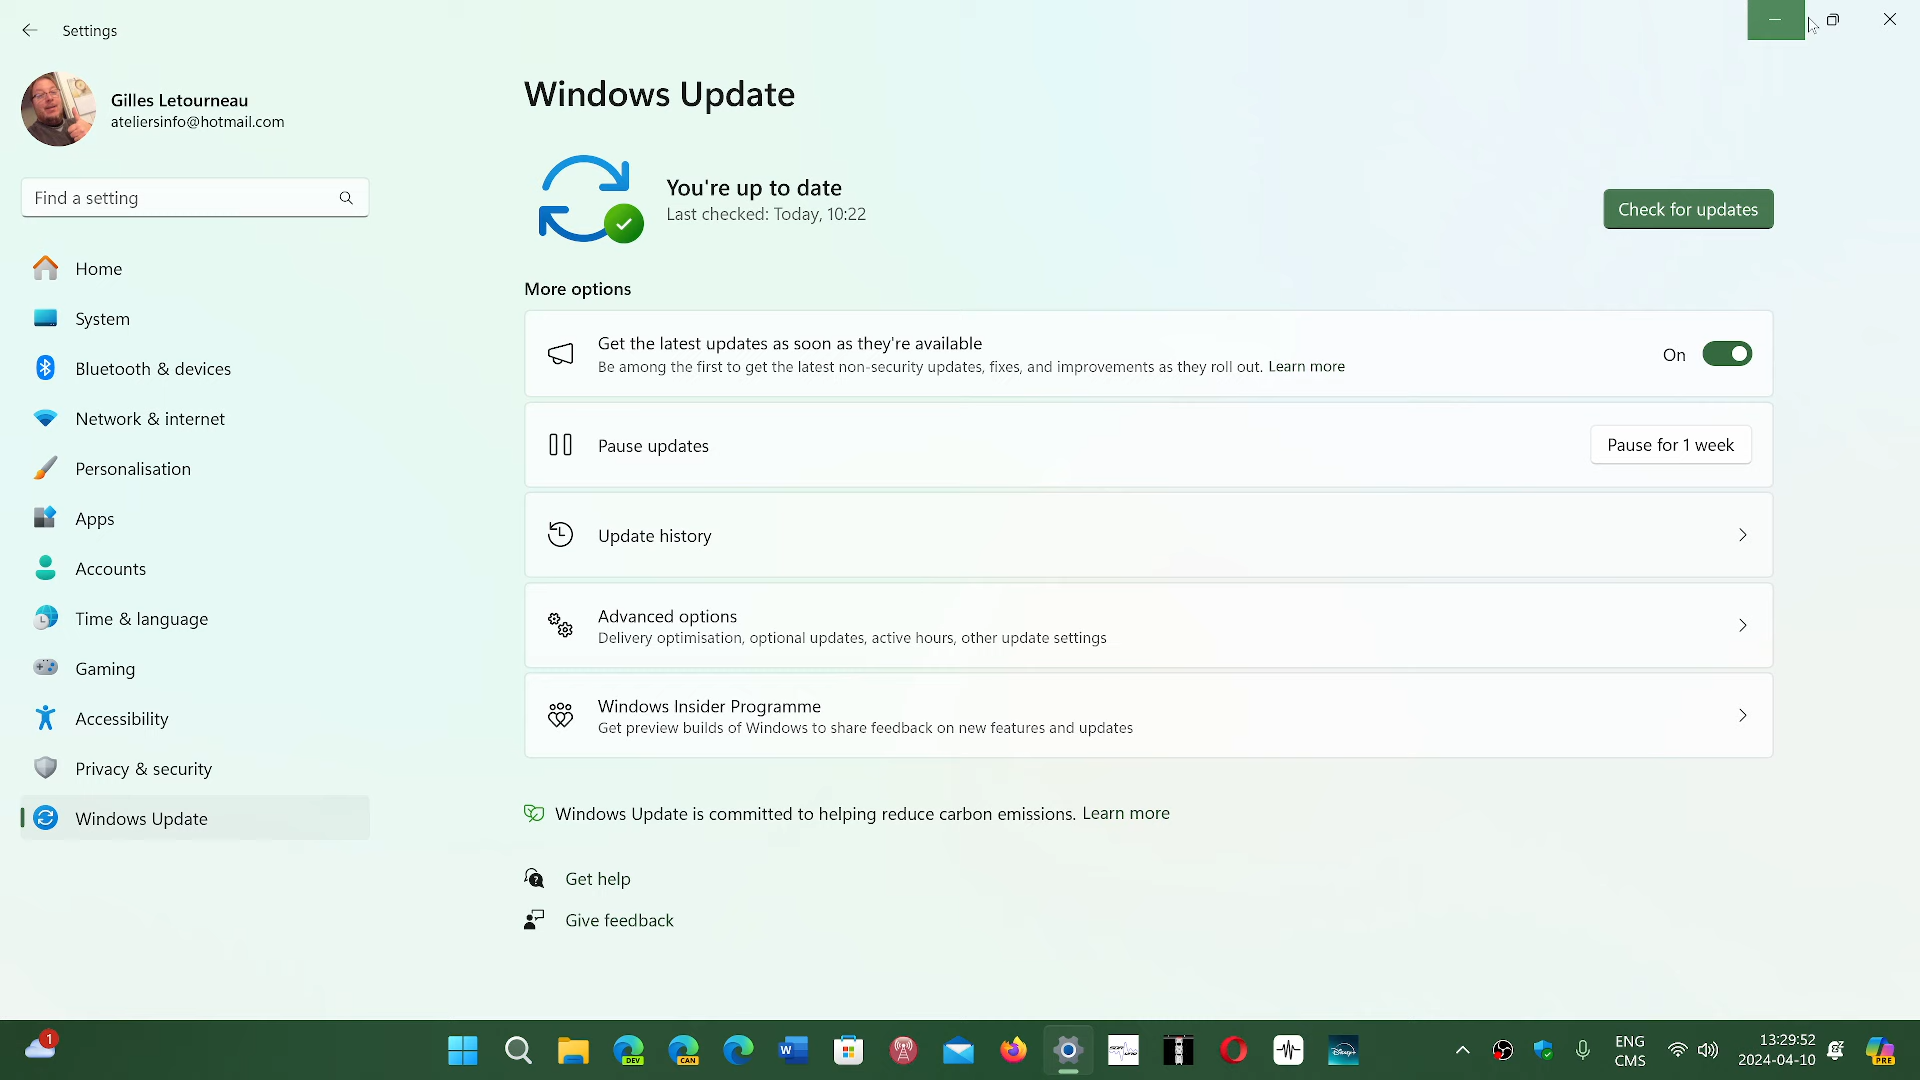 Settings
Gilles Letourneau
ateliersinfo@hotmail.com
Find a setting
Home
System
Bluetooth & devices
Network & internet
Personalisation
Apps
Accounts
Time & language
Gaming
Accessibility
Privacy & security
Windows Update
Windows Update
You're up to date
Last checked: Today, 10:22
Check for updates
More options
Get the latest updates as soon as they're available
Be among the first to get the latest non-security updates, fixes, and improvements as they roll out. Learn more
On
Pause updates
Pause for 1 week
Update history
Advanced options
Delivery optimisation, optional updates, active hours, other update settings
Windows Insider Programme
Get preview builds of Windows to share feedback on new features and updates
Windows Update is committed to helping reduce carbon emissions. Learn more
Get help
Give feedback
1
DEV
CAN
W
Disney+
ENG
CMS
13:29:52
2024-04-10
PRE